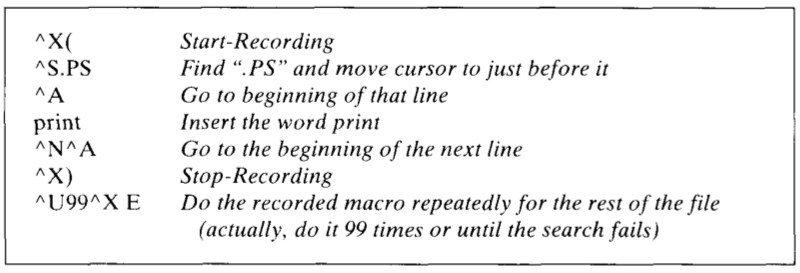 ^X( Start-Recording
^S.PS Find ".PS" and move cursor to just before it
^A Go to beginning of that line
print Insert the word print
^N^A Go to the beginning of the next line
^X) Stop-Recording
^U99^X E Do the recorded macro repeatedly for the rest of the file
(actually, do it 99 times or until the search fails)